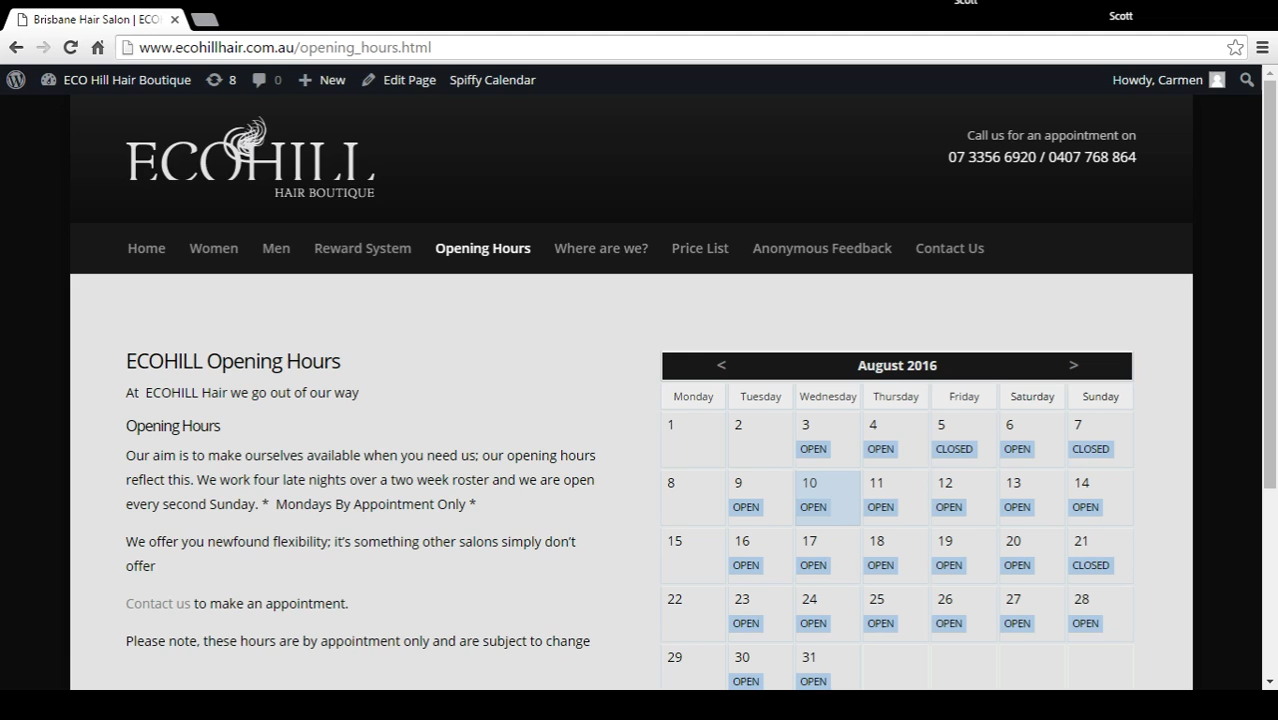 Scott
Scott
Brisbane Hair Salon | ECO
www.ecohillhair.com.au/opening_hours.html
ECO Hill Hair Boutique 8 0 New Edit Page Spiffy Calendar Howdy, Carmen
ECOHILL
HAIR BOUTIQUE
Call us for an appointment on
07 3356 6920 / 0407 768 864
Home Women Men Reward System Opening Hours Where are we? Price List Anonymous Feedback Contact Us
ECOHILL Opening Hours
At ECOHILL Hair we go out of our way
Opening Hours
Our aim is to make ourselves available when you need us; our opening hours
reflect this. We work four late nights over a two week roster and we are open
every second Sunday. * Mondays By Appointment Only *
We offer you newfound flexibility; it's something other salons simply don't
offer
Contact us to make an appointment.
Please note, these hours are by appointment only and are subject to change
< August 2016 >
Monday Tuesday Wednesday Thursday Friday Saturday Sunday
1 2 3 4 5 6 7
OPEN OPEN CLOSED OPEN CLOSED
8 9 10 11 12 13 14
OPEN OPEN OPEN OPEN OPEN OPEN
15 16 17 18 19 20 21
OPEN OPEN OPEN OPEN OPEN CLOSED
22 23 24 25 26 27 28
OPEN OPEN OPEN OPEN OPEN OPEN
29 30 31
OPEN OPEN